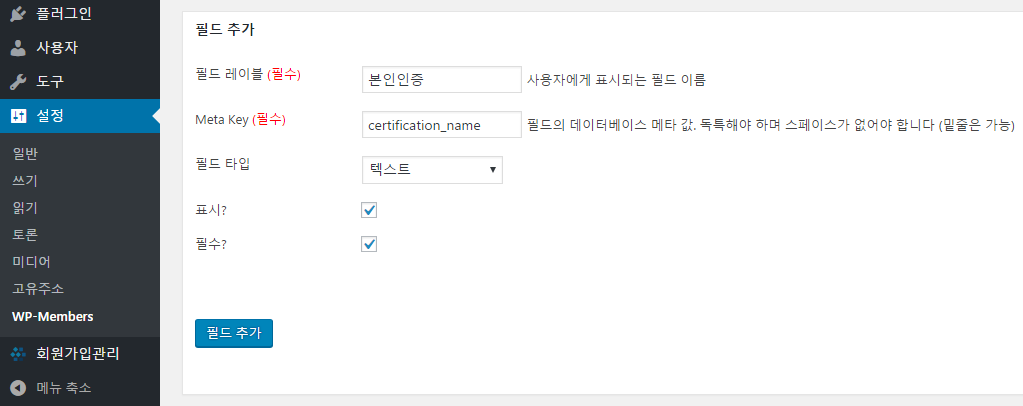 플러그인
사용자
도구
설정
일반
쓰기
읽기
토론
미디어
고유주소
WP-Members
회원가입관리
메뉴 축소
필드 추가
필드 레이블 (필수) 본인인증 사용자에게 표시되는 필드 이름
Meta Key (필수) certification_name 필드의 데이터베이스 메타 값. 독특해야 하며 스페이스가 없어야 합니다 (밑줄은 가능)
필드 타입 텍스트
표시?
필수?
필드 추가